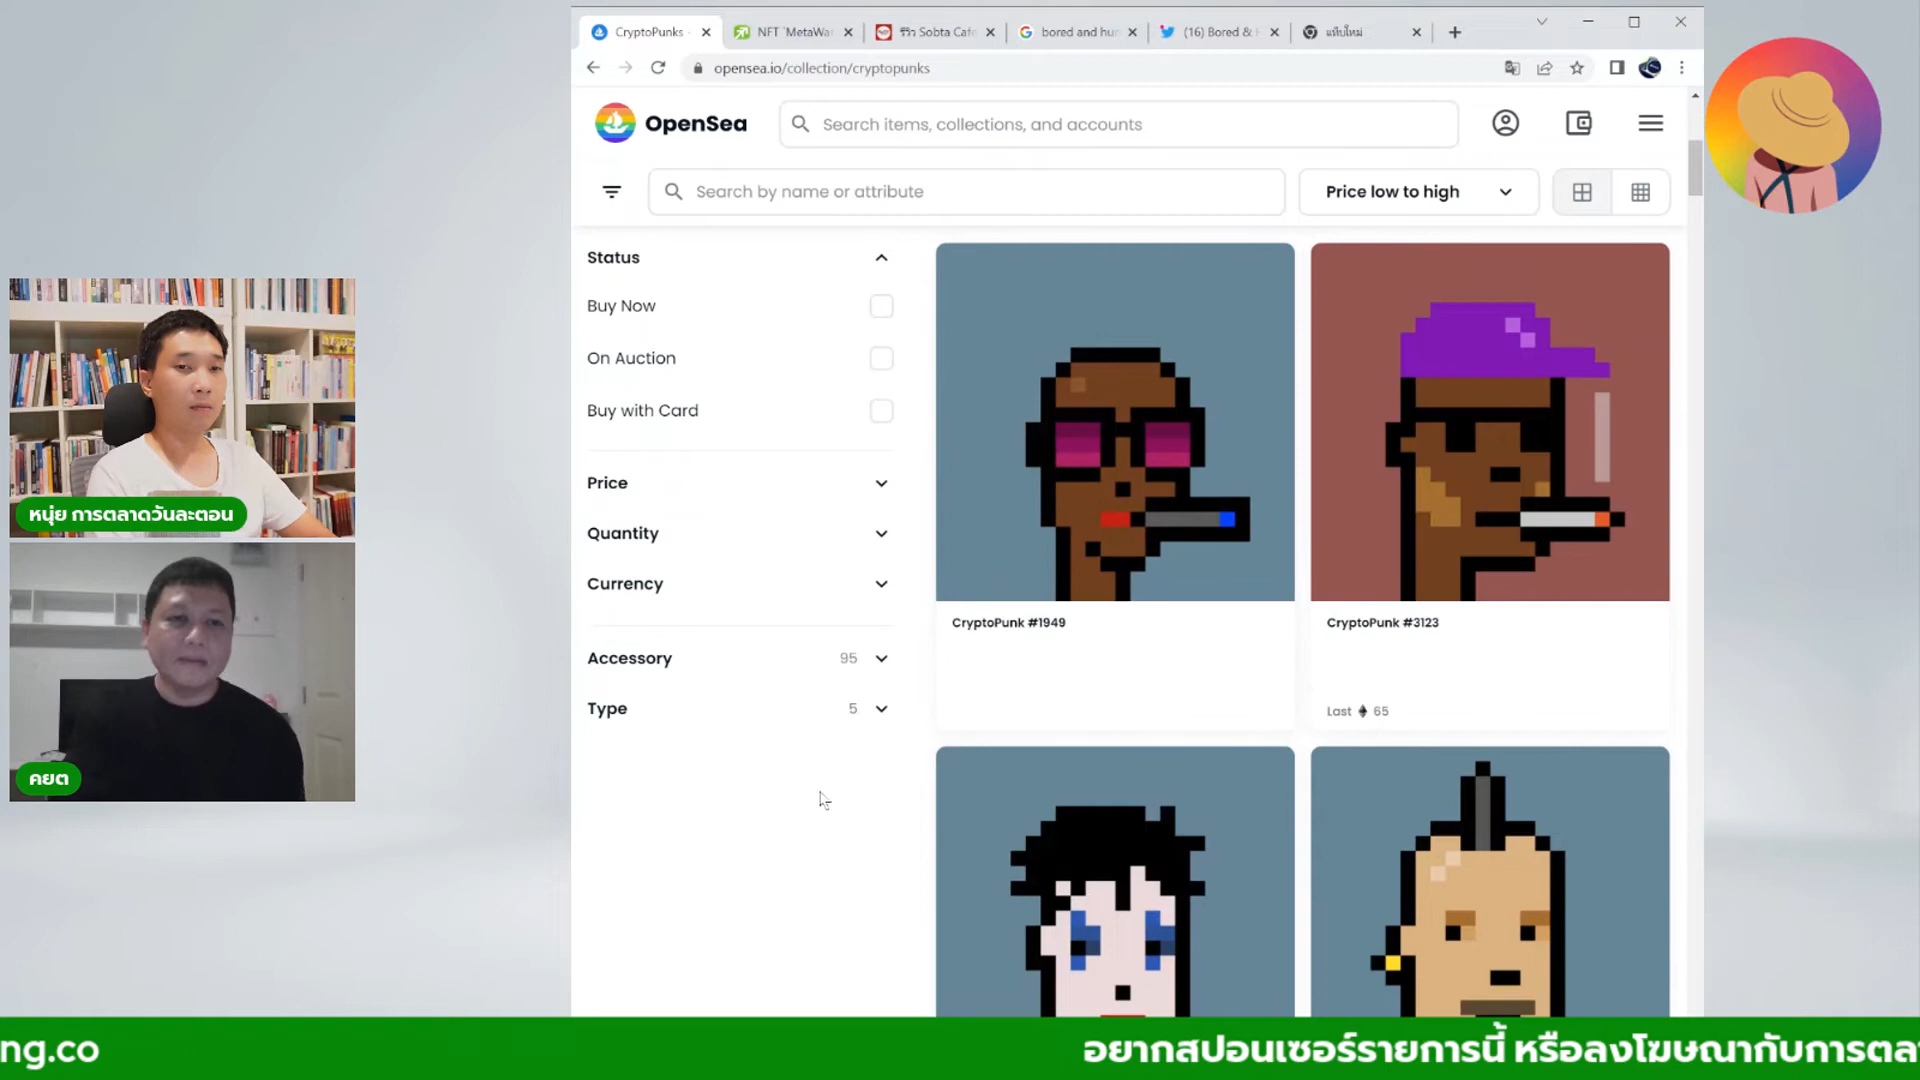 CryptoPunks -
NFT 'MetaWar
รีวิว Sobta Cafe
bored and hun
(16) Bored & H
แท็บใหม่
opensea.io/collection/cryptopunks
OpenSea
Search items, collections, and accounts
Search by name or attribute
Price low to high
Status
Buy Now
On Auction
Buy with Card
Price
Quantity
Currency
Accessory 95
Type 5
CryptoPunk #1949
CryptoPunk #3123
Last 65
หนุ่ย การตลาดวันละตอน
คยต
ng.co
อยากสปอนเซอร์รายการนี้ หรือลงโฆษณากับการตลา